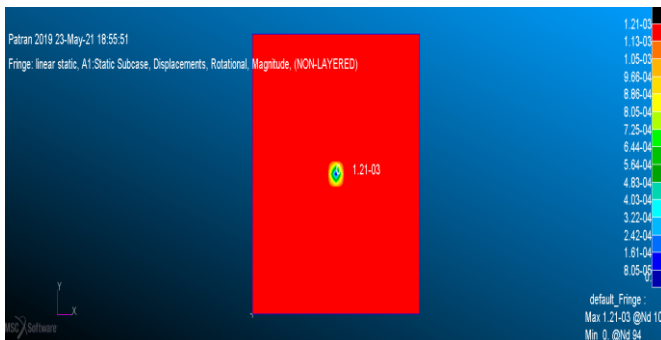 Patran 2019 23-May-21 18:55:51
Fringe: linear static, A1:Static Subcase, Displacements, Rotational, Magnitude, (NON-LAYERED)
1.21-03
1.21-03
1.13-03
1.05-03
9.66-04
8.86-04
8.05-04
7.25-04
6.44-04
5.64-04
4.83-04
4.03-04
3.22-04
2.42-04
1.61-04
8.05-05
0.
default_Fringe :
Max 1.21-03 @Nd 10
Min 0. @Nd 94
Y
X
MSC Software